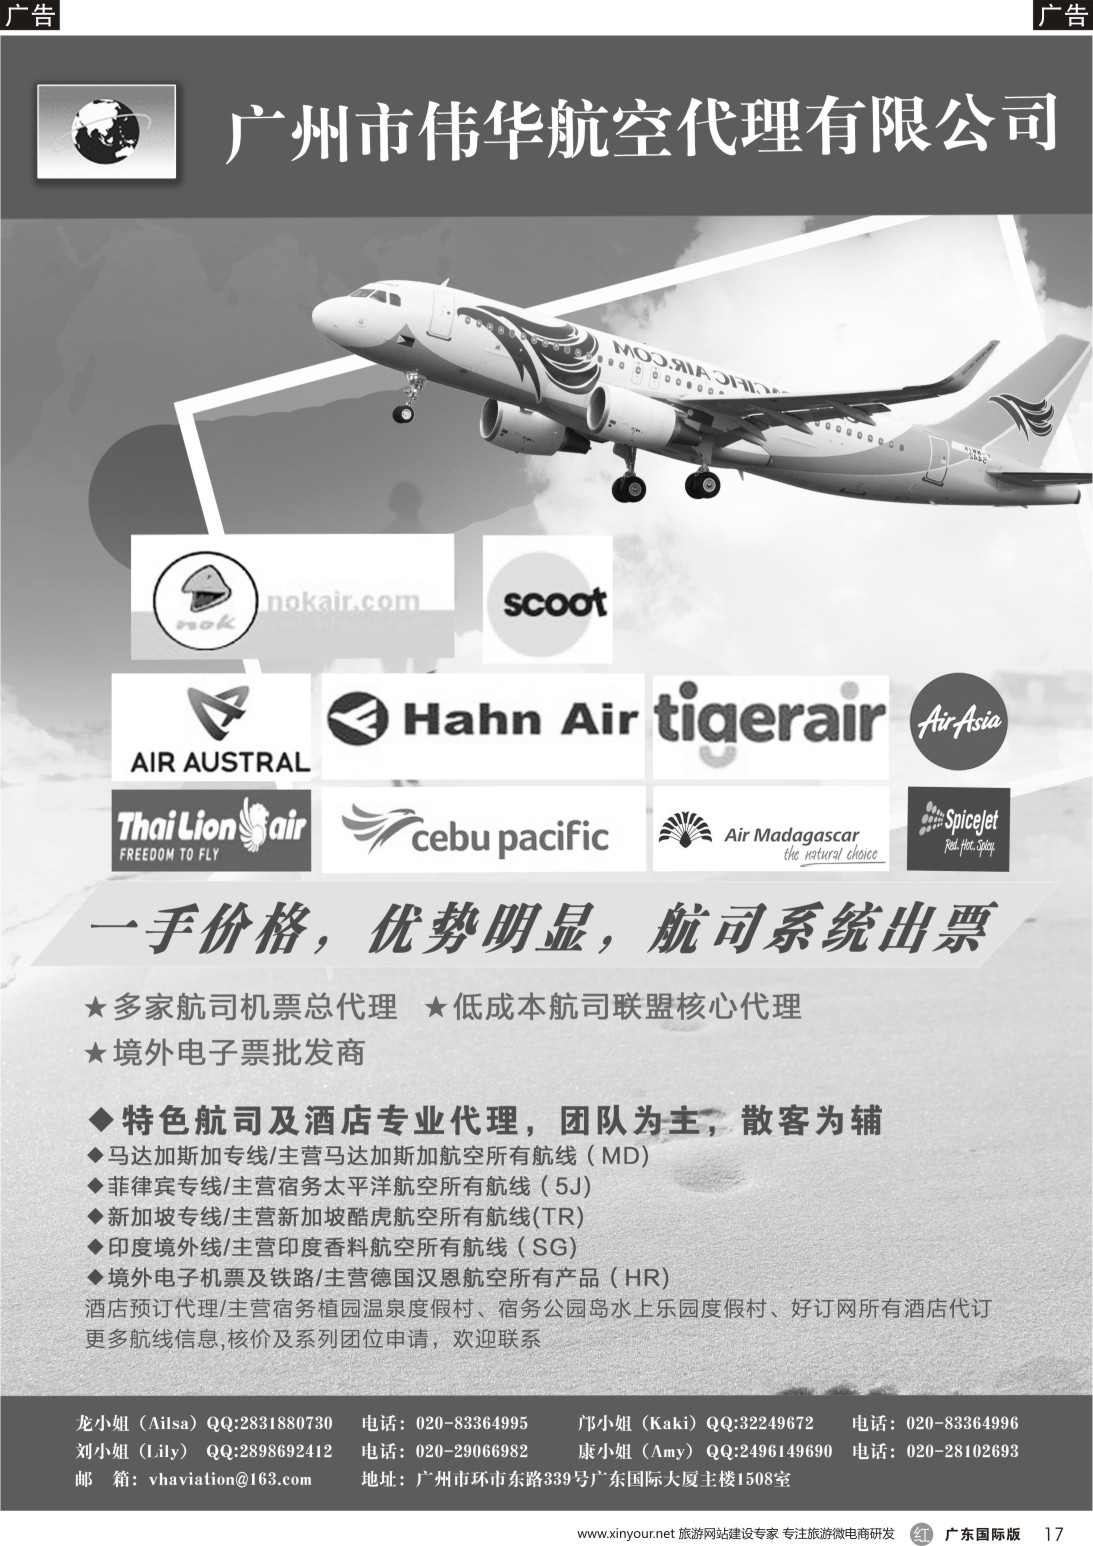 广告
广告
广州市伟华航空代理有限公司
PACIFICAIR.COM
nok
nokair.com
scoot
AIR AUSTRAL
Hahn Air
tigerair
AirAsia
Thai Lion air
FREEDOM TO FLY
cebu pacific
Air Madagascar
the natural choice
SpiceJet
Red. Hot. Spicy.
一手价格，优势明显，航司系统出票
★多家航司机票总代理 ★低成本航司联盟核心代理
★境外电子票批发商
◆特色航司及酒店专业代理，团队为主，散客为辅
◆马达加斯加专线/主营马达加斯加航空所有航线（MD)
◆菲律宾专线/主营宿务太平洋航空所有航线（5J)
◆新加坡专线/主营新加坡酷虎航空所有航线(TR)
◆印度境外线/主营印度香料航空所有航线（SG)
◆境外电子机票及铁路/主营德国汉恩航空所有产品（HR)
酒店预订代理/主营宿务植园温泉度假村、宿务公园岛水上乐园度假村、好订网所有酒店代订
更多航线信息,核价及系列团位申请，欢迎联系
龙小姐（Ailsa）QQ:2831880730 电话：020-83364995 邝小姐（Kaki）QQ:32249672 电话：020-83364996
刘小姐（Lily） QQ:2898692412 电话：020-29066982 康小姐（Amy）QQ:2496149690 电话：020-28102693
邮 箱：vhaviation@163.com 地址：广州市环市东路339号广东国际大厦主楼1508室
www.xinyour.net 旅游网站建设专家 专注旅游微电商研发 红 广东国际版 17